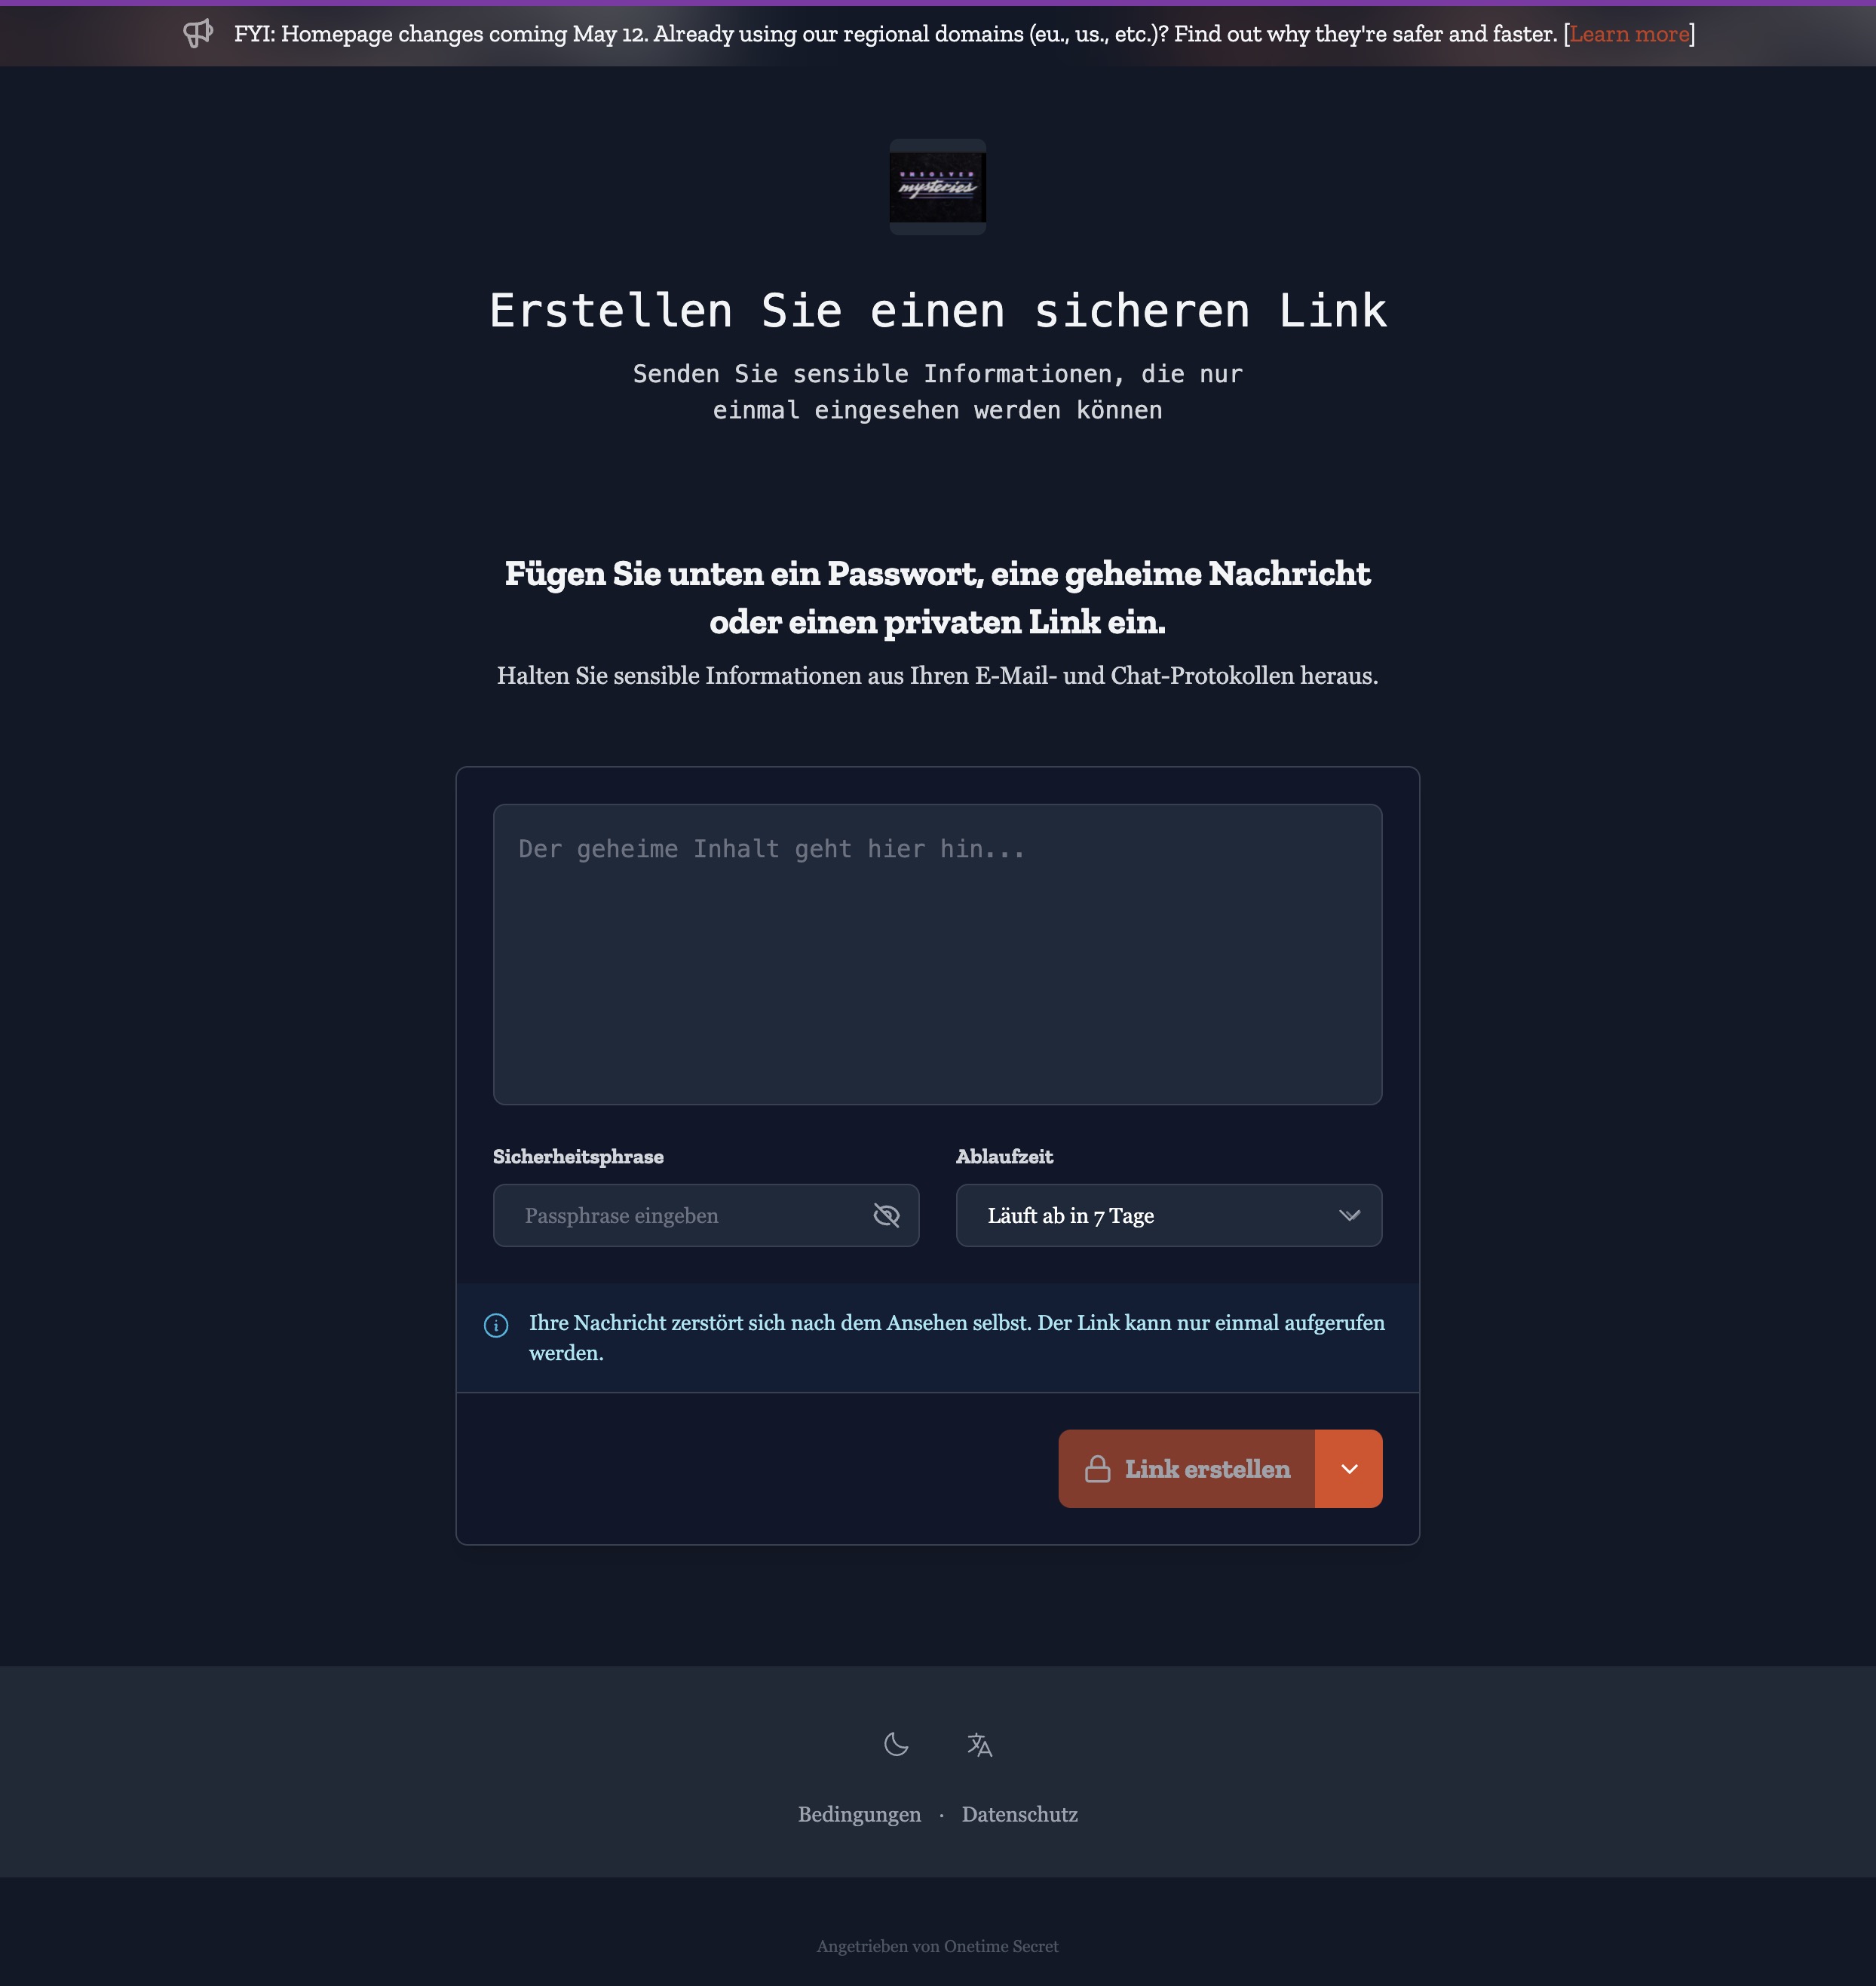 FYI: Homepage changes coming May 12. Already using our regional domains (eu., us., etc.)? Find out why they're safer and faster. [Learn more]
UNSOLVED
mysteries
Erstellen Sie einen sicheren Link
Senden Sie sensible Informationen, die nur
einmal eingesehen werden können
Fügen Sie unten ein Passwort, eine geheime Nachricht
oder einen privaten Link ein.
Halten Sie sensible Informationen aus Ihren E-Mail- und Chat-Protokollen heraus.
Der geheime Inhalt geht hier hin...
Sicherheitsphrase
Ablaufzeit
Passphrase eingeben
Läuft ab in 7 Tage
Ihre Nachricht zerstört sich nach dem Ansehen selbst. Der Link kann nur einmal aufgerufen
werden.
Link erstellen
Bedingungen · Datenschutz
Angetrieben von Onetime Secret